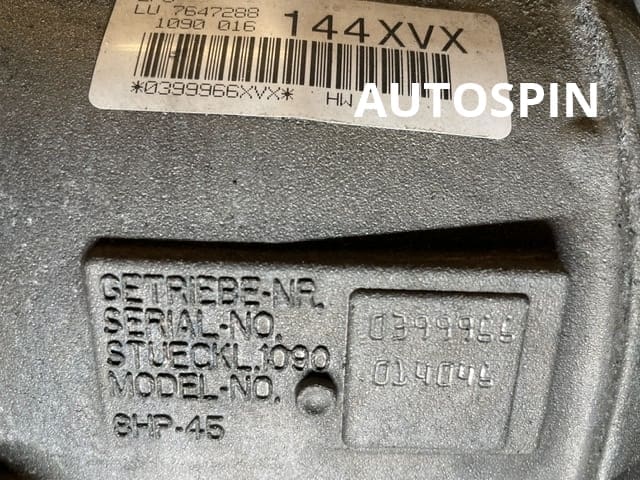 LU 7647288
1090 016
144XVX
*0399966XVX*
HW
AUTOSPIN
GETRIEBE-NR.
SERIAL-NO.
0399966
STUECKL.1090
014046
MODEL-NO.
8HP-45